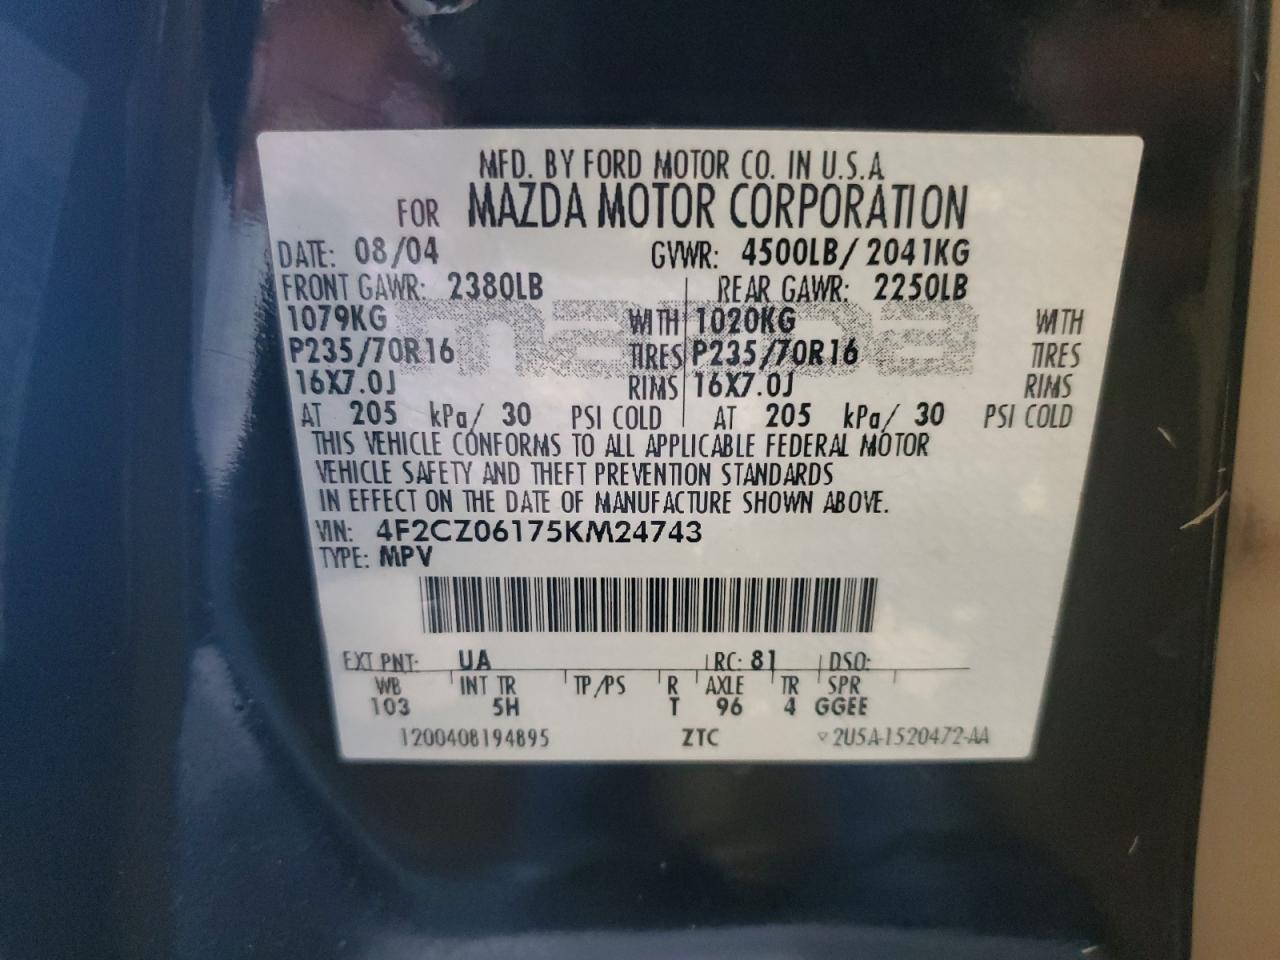 MFD. BY FORD MOTOR CO. IN U.S.A
FOR MAZDA MOTOR CORPORATION
DATE: 08/04 GVWR: 4500LB/ 2041KG
FRONT GAWR: 2380LB REAR GAWR: 2250LB
1079KG WITH 1020KG WITH
P235/70R16 TIRES P235/70R16 TIRES
16X7.0J RIMS 16X7.0J RIMS
AT 205 kPa/ 30 PSI COLD AT 205 kPa/ 30 PSI COLD
mazda
THIS VEHICLE CONFORMS TO ALL APPLICABLE FEDERAL MOTOR
VEHICLE SAFETY AND THEFT PREVENTION STANDARDS
IN EFFECT ON THE DATE OF MANUFACTURE SHOWN ABOVE.
VIN: 4F2CZ06175KM24743
TYPE: MPV
EXT PNT: UA RC: 81 DSO:
WB INT TR TP/PS R AXLE TR SPR
103 5H T 96 4 GGEE
1200408194895 ZTC 2U5A-1520472-AA